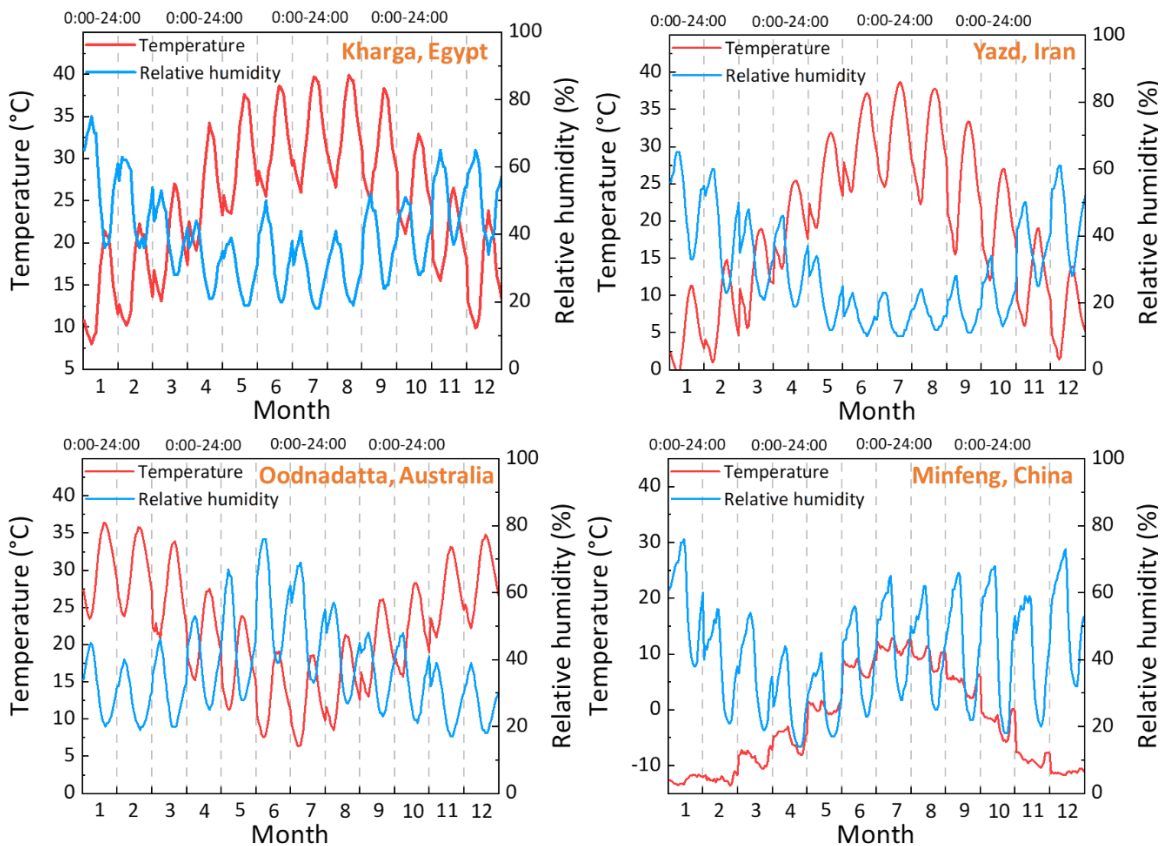 0:00-24:00 0:00-24:00 0:00-24:00 0:00-24:00
Temperature
Relative humidity
Kharga, Egypt
Temperature (°C)
40
35
30
25
20
15
10
5
Relative humidity (%)
100
80
60
40
20
0
1 2 3 4 5 6 7 8 9 10 11 12
Month
0:00-24:00 0:00-24:00 0:00-24:00 0:00-24:00
Temperature
Relative humidity
Yazd, Iran
Temperature (°C)
40
35
30
25
20
15
10
5
0
Relative humidity (%)
100
80
60
40
20
0
1 2 3 4 5 6 7 8 9 10 11 12
Month
0:00-24:00 0:00-24:00 0:00-24:00 0:00-24:00
Temperature
Relative humidity
Oodnadatta, Australia
Temperature (°C)
40
35
30
25
20
15
10
5
0
Relative humidity (%)
100
80
60
40
20
0
1 2 3 4 5 6 7 8 9 10 11 12
Month
0:00-24:00 0:00-24:00 0:00-24:00 0:00-24:00
Temperature
Relative humidity
Minfeng, China
Temperature (°C)
40
30
20
10
0
-10
Relative humidity (%)
100
80
60
40
20
0
1 2 3 4 5 6 7 8 9 10 11 12
Month